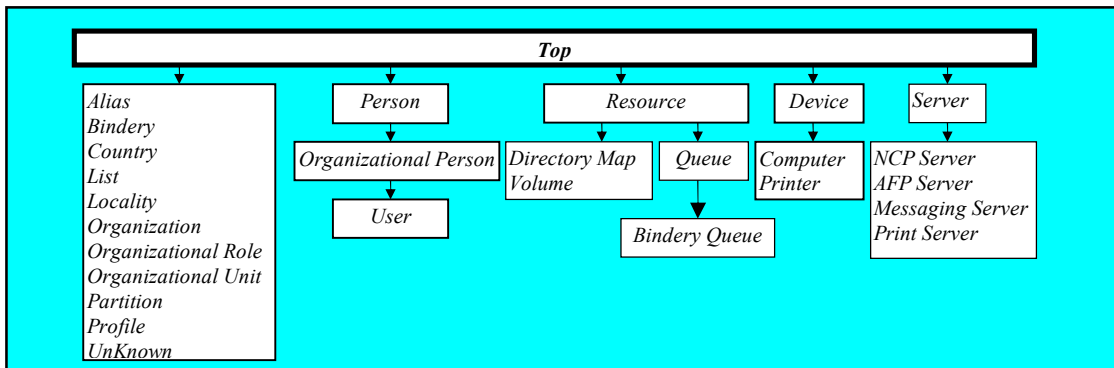 Top
Alias
Bindery
Country
List
Locality
Organization
Organizational Role
Organizational Unit
Partition
Profile
UnKnown
Person
Organizational Person
User
Resource
Directory Map
Volume
Queue
Bindery Queue
Device
Computer
Printer
Server
NCP Server
AFP Server
Messaging Server
Print Server